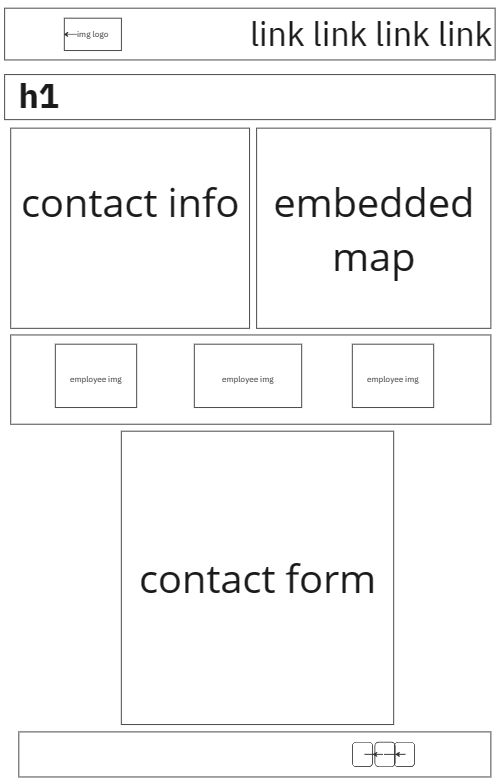 img logo
link link link link
h1
contact info
embedded
map
employee img
employee img
employee img
contact form